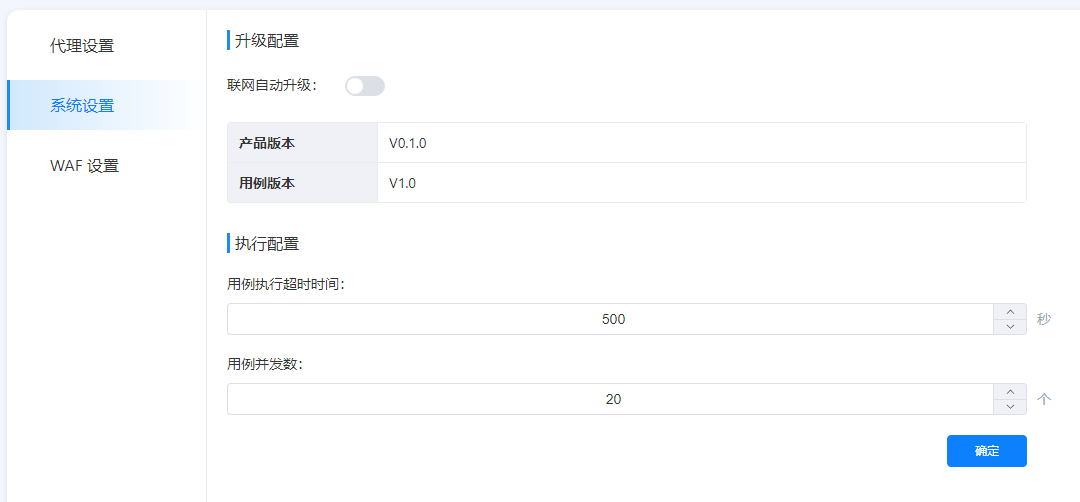 代理设置
系统设置
WAF 设置
升级配置
联网自动升级：
产品版本 V0.1.0
用例版本 V1.0
执行配置
用例执行超时时间：
500 秒
用例并发数：
20 个
确定